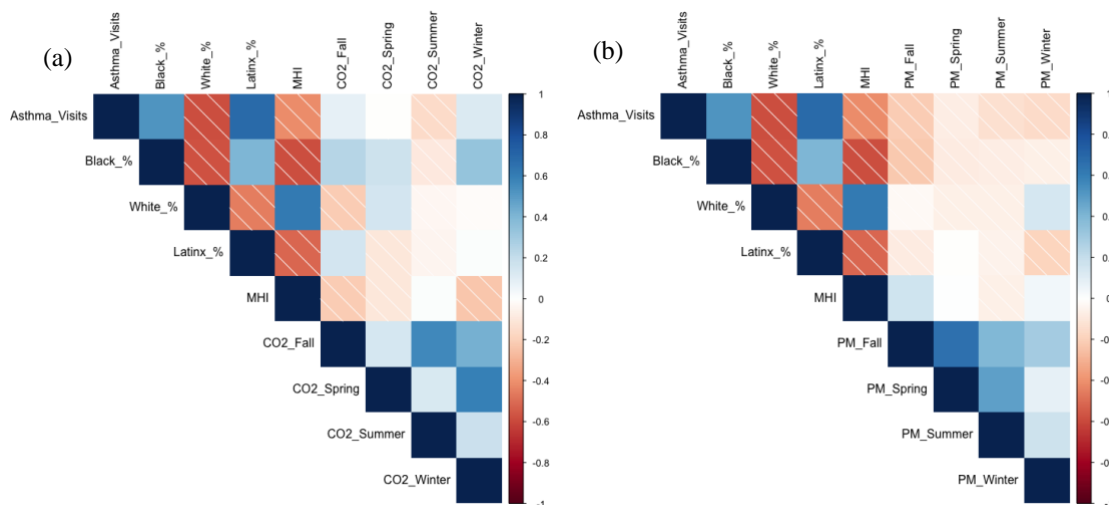 (a)
Asthma_Visits
Black_%
White_%
Latinx_%
MHI
CO2_Fall
CO2_Spring
CO2_Summer
CO2_Winter
Asthma_Visits
Black_%
White_%
Latinx_%
MHI
CO2_Fall
CO2_Spring
CO2_Summer
CO2_Winter
1
0.8
0.6
0.4
0.2
0
-0.2
-0.4
-0.6
-0.8
-1
(b)
Asthma_Visits
Black_%
White_%
Latinx_%
MHI
PM_Fall
PM_Spring
PM_Summer
PM_Winter
Asthma_Visits
Black_%
White_%
Latinx_%
MHI
PM_Fall
PM_Spring
PM_Summer
PM_Winter
1
0